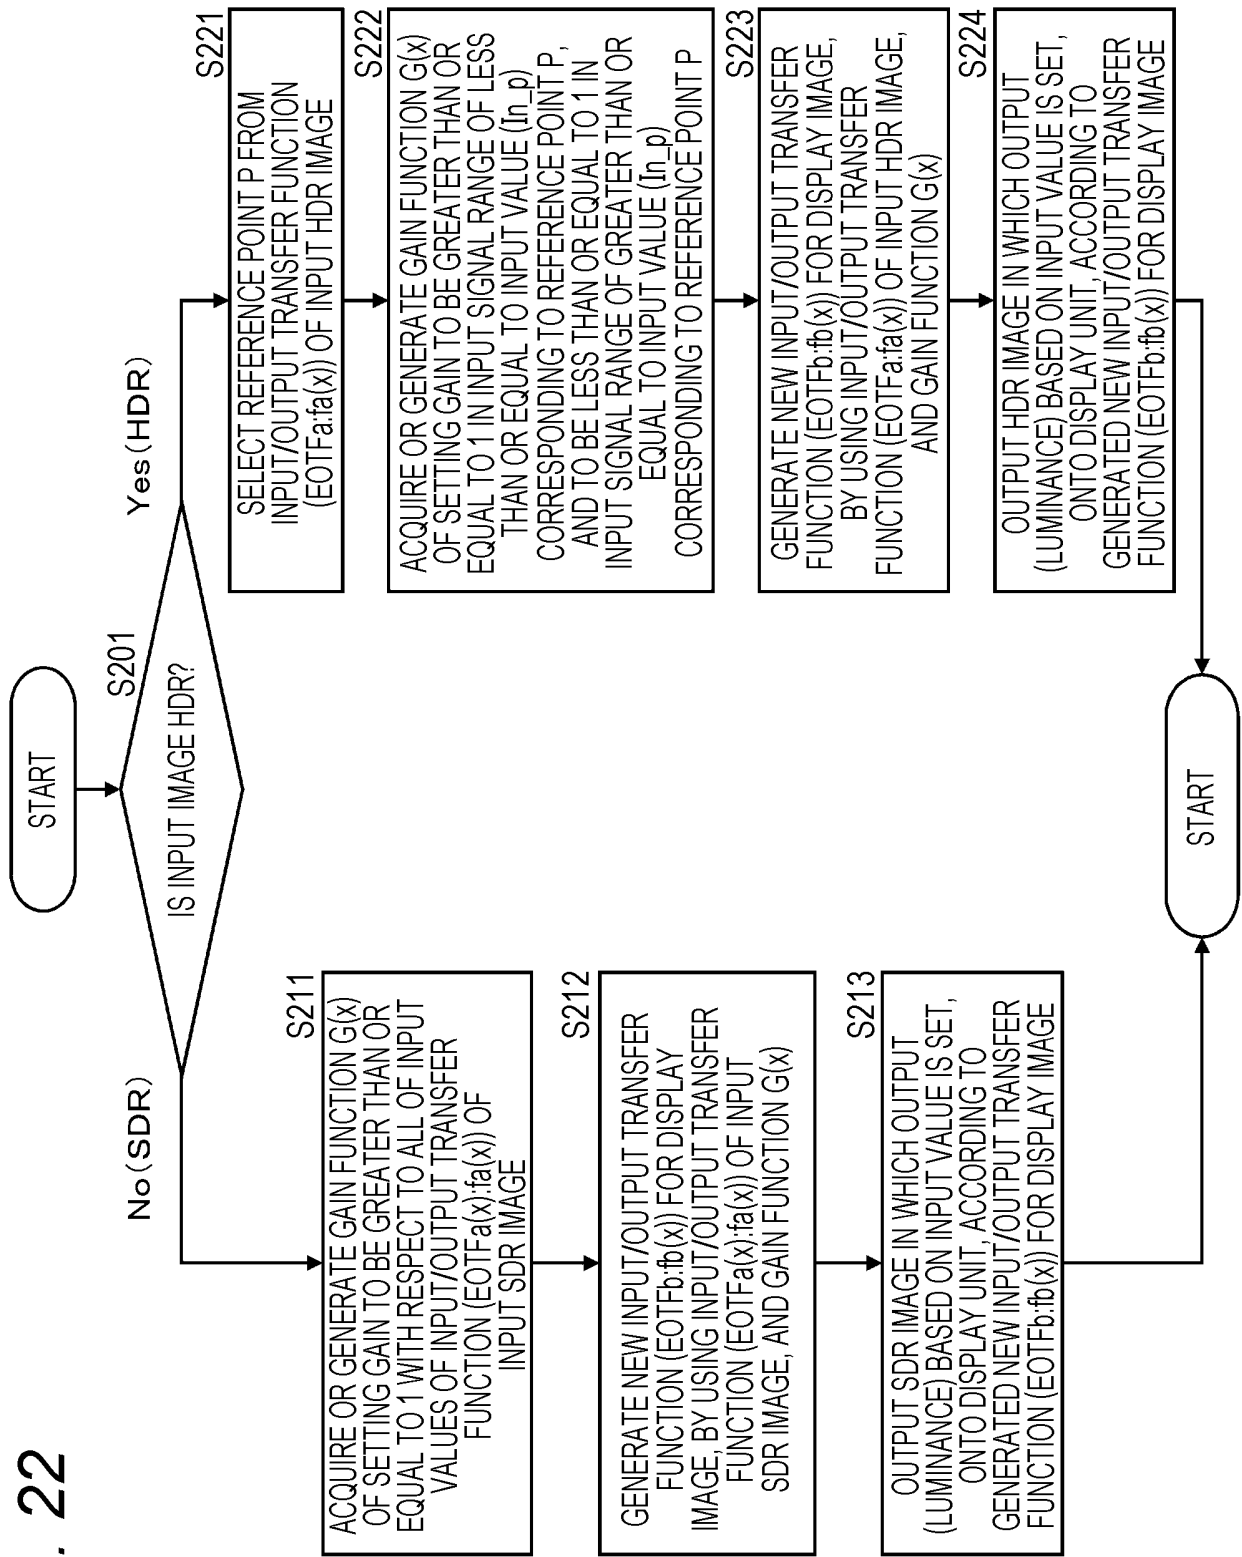 . 22
START
S201
IS INPUT IMAGE HDR?
No(SDR)
Yes(HDR)
S211
ACQUIRE OR GENERATE GAIN FUNCTION G(x)
OF SETTING GAIN TO BE GREATER THAN OR
EQUAL TO 1 WITH RESPECT TO ALL OF INPUT
VALUES OF INPUT/OUTPUT TRANSFER
FUNCTION (EOTFa(x):fa(x)) OF
INPUT SDR IMAGE
S212
GENERATE NEW INPUT/OUTPUT TRANSFER
FUNCTION (EOTFb:fb(x)) FOR DISPLAY
IMAGE, BY USING INPUT/OUTPUT TRANSFER
FUNCTION (EOTFa(x):fa(x)) OF INPUT
SDR IMAGE, AND GAIN FUNCTION G(x)
S213
OUTPUT SDR IMAGE IN WHICH OUTPUT
(LUMINANCE) BASED ON INPUT VALUE IS SET,
ONTO DISPLAY UNIT, ACCORDING TO
GENERATED NEW INPUT/OUTPUT TRANSFER
FUNCTION (EOTFb:fb(x)) FOR DISPLAY IMAGE
S221
SELECT REFERENCE POINT P FROM
INPUT/OUTPUT TRANSFER FUNCTION
(EOTFa:fa(x)) OF INPUT HDR IMAGE
S222
ACQUIRE OR GENERATE GAIN FUNCTION G(x)
OF SETTING GAIN TO BE GREATER THAN OR
EQUAL TO 1 IN INPUT SIGNAL RANGE OF LESS
THAN OR EQUAL TO INPUT VALUE (In_p)
CORRESPONDING TO REFERENCE POINT P,
AND TO BE LESS THAN OR EQUAL TO 1 IN
INPUT SIGNAL RANGE OF GREATER THAN OR
EQUAL TO INPUT VALUE (In_p)
CORRESPONDING TO REFERENCE POINT P
S223
GENERATE NEW INPUT/OUTPUT TRANSFER
FUNCTION (EOTFb:fb(x)) FOR DISPLAY IMAGE,
BY USING INPUT/OUTPUT TRANSFER
FUNCTION (EOTFa:fa(x)) OF INPUT HDR IMAGE,
AND GAIN FUNCTION G(x)
S224
OUTPUT HDR IMAGE IN WHICH OUTPUT
(LUMINANCE) BASED ON INPUT VALUE IS SET,
ONTO DISPLAY UNIT, ACCORDING TO
GENERATED NEW INPUT/OUTPUT TRANSFER
FUNCTION (EOTFb:fb(x)) FOR DISPLAY IMAGE
START